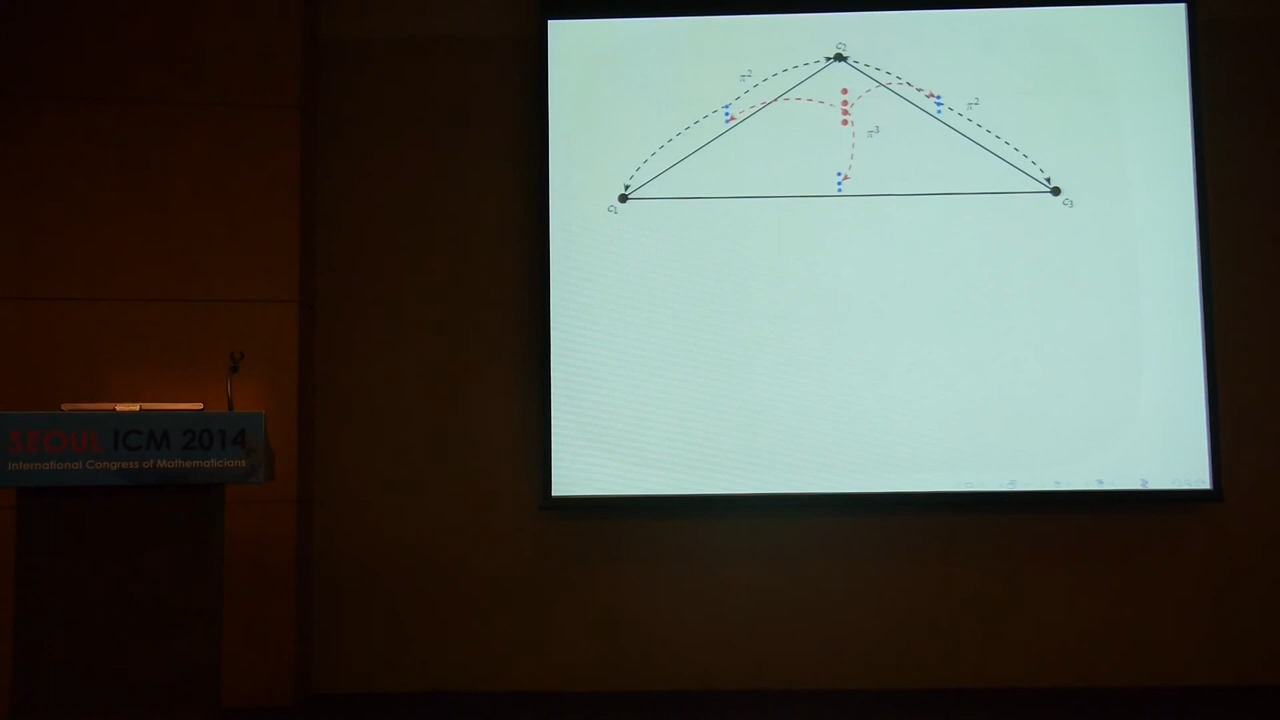 c₂
π²
π²
π³
c₁
c₃
SEOUL ICM 2014
International Congress of Mathematicians